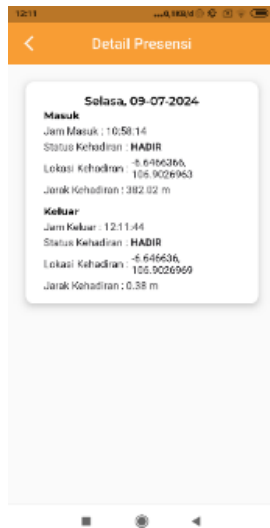 12:11
...0,1KB/d
Detail Presensi
Selasa, 09-07-2024
Masuk
Jam Masuk : 10:58:14
Status Kehadiran : HADIR
Lokasi Kehadiran : -6.6466366,
106.9026963
Jarak Kehadiran : 382.02 m
Keluar
Jam Keluar : 12:11:44
Status Kehadiran : HADIR
Lokasi Kehadiran : -6.646636,
106.9026969
Jarak Kehadiran : 0.38 m